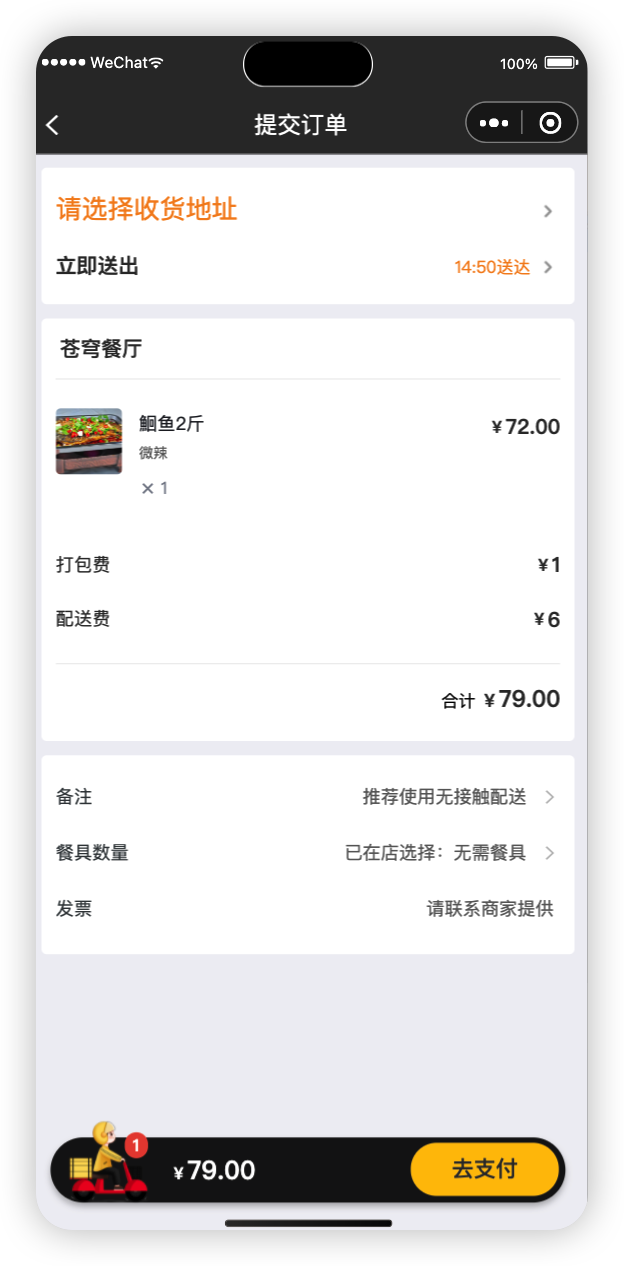 WeChat 100%
提交订单
请选择收货地址
立即送出 14:50送达
苍穹餐厅
鮰鱼2斤 ¥72.00
微辣
× 1
打包费 ¥1
配送费 ¥6
合计 ¥79.00
备注 推荐使用无接触配送
餐具数量 已在店选择：无需餐具
发票 请联系商家提供
1
¥79.00 去支付